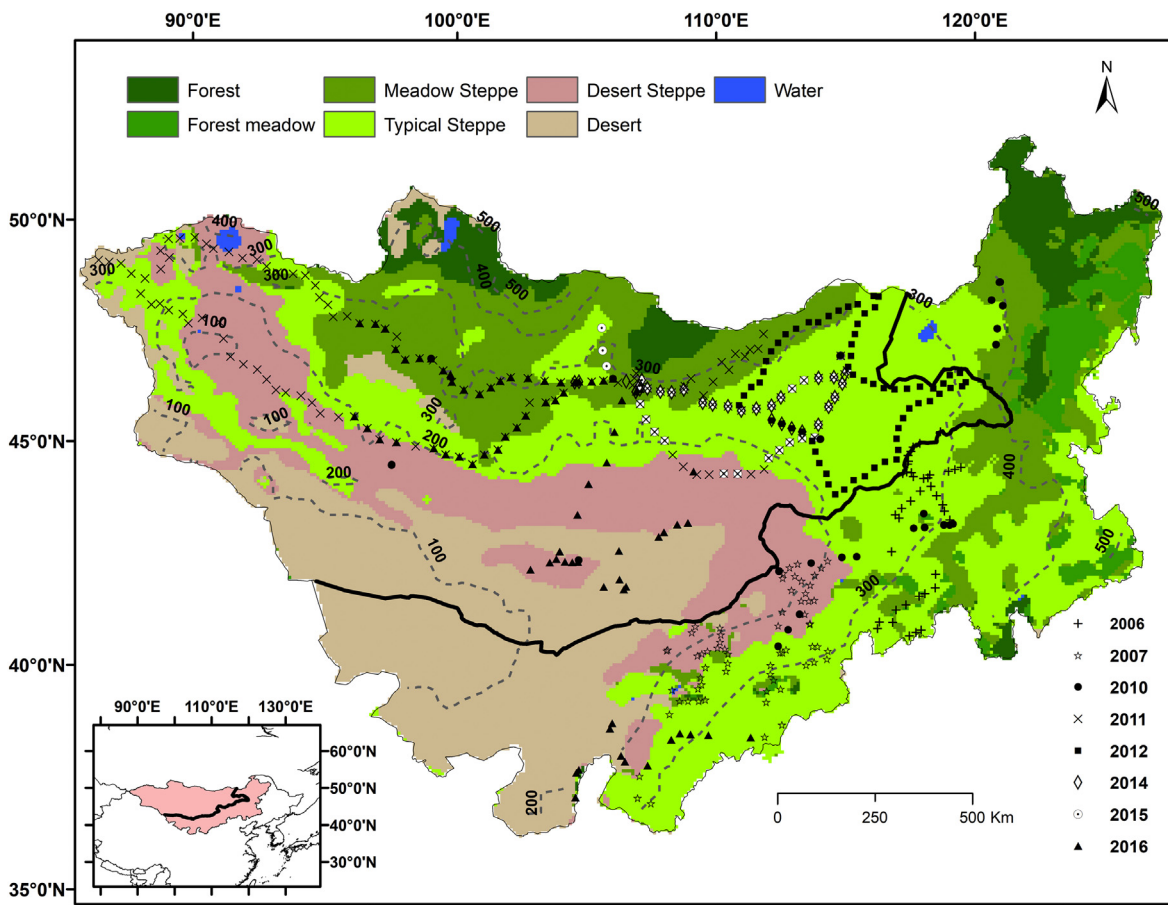 90°0'E 100°0'E 110°0'E 120°0'E
N
Forest Meadow Steppe Desert Steppe Water
Forest meadow Typical Steppe Desert
50°0'N
45°0'N
40°0'N
35°0'N
400
300
300
300
100
500
400
500
300
300
500
100
100
300
200
200
100
400
500
300
200
2006
2007
2010
2011
2012
2014
2015
2016
0 250 500 Km
90°0'E 110°0'E 130°0'E
60°0'N
50°0'N
40°0'N
30°0'N